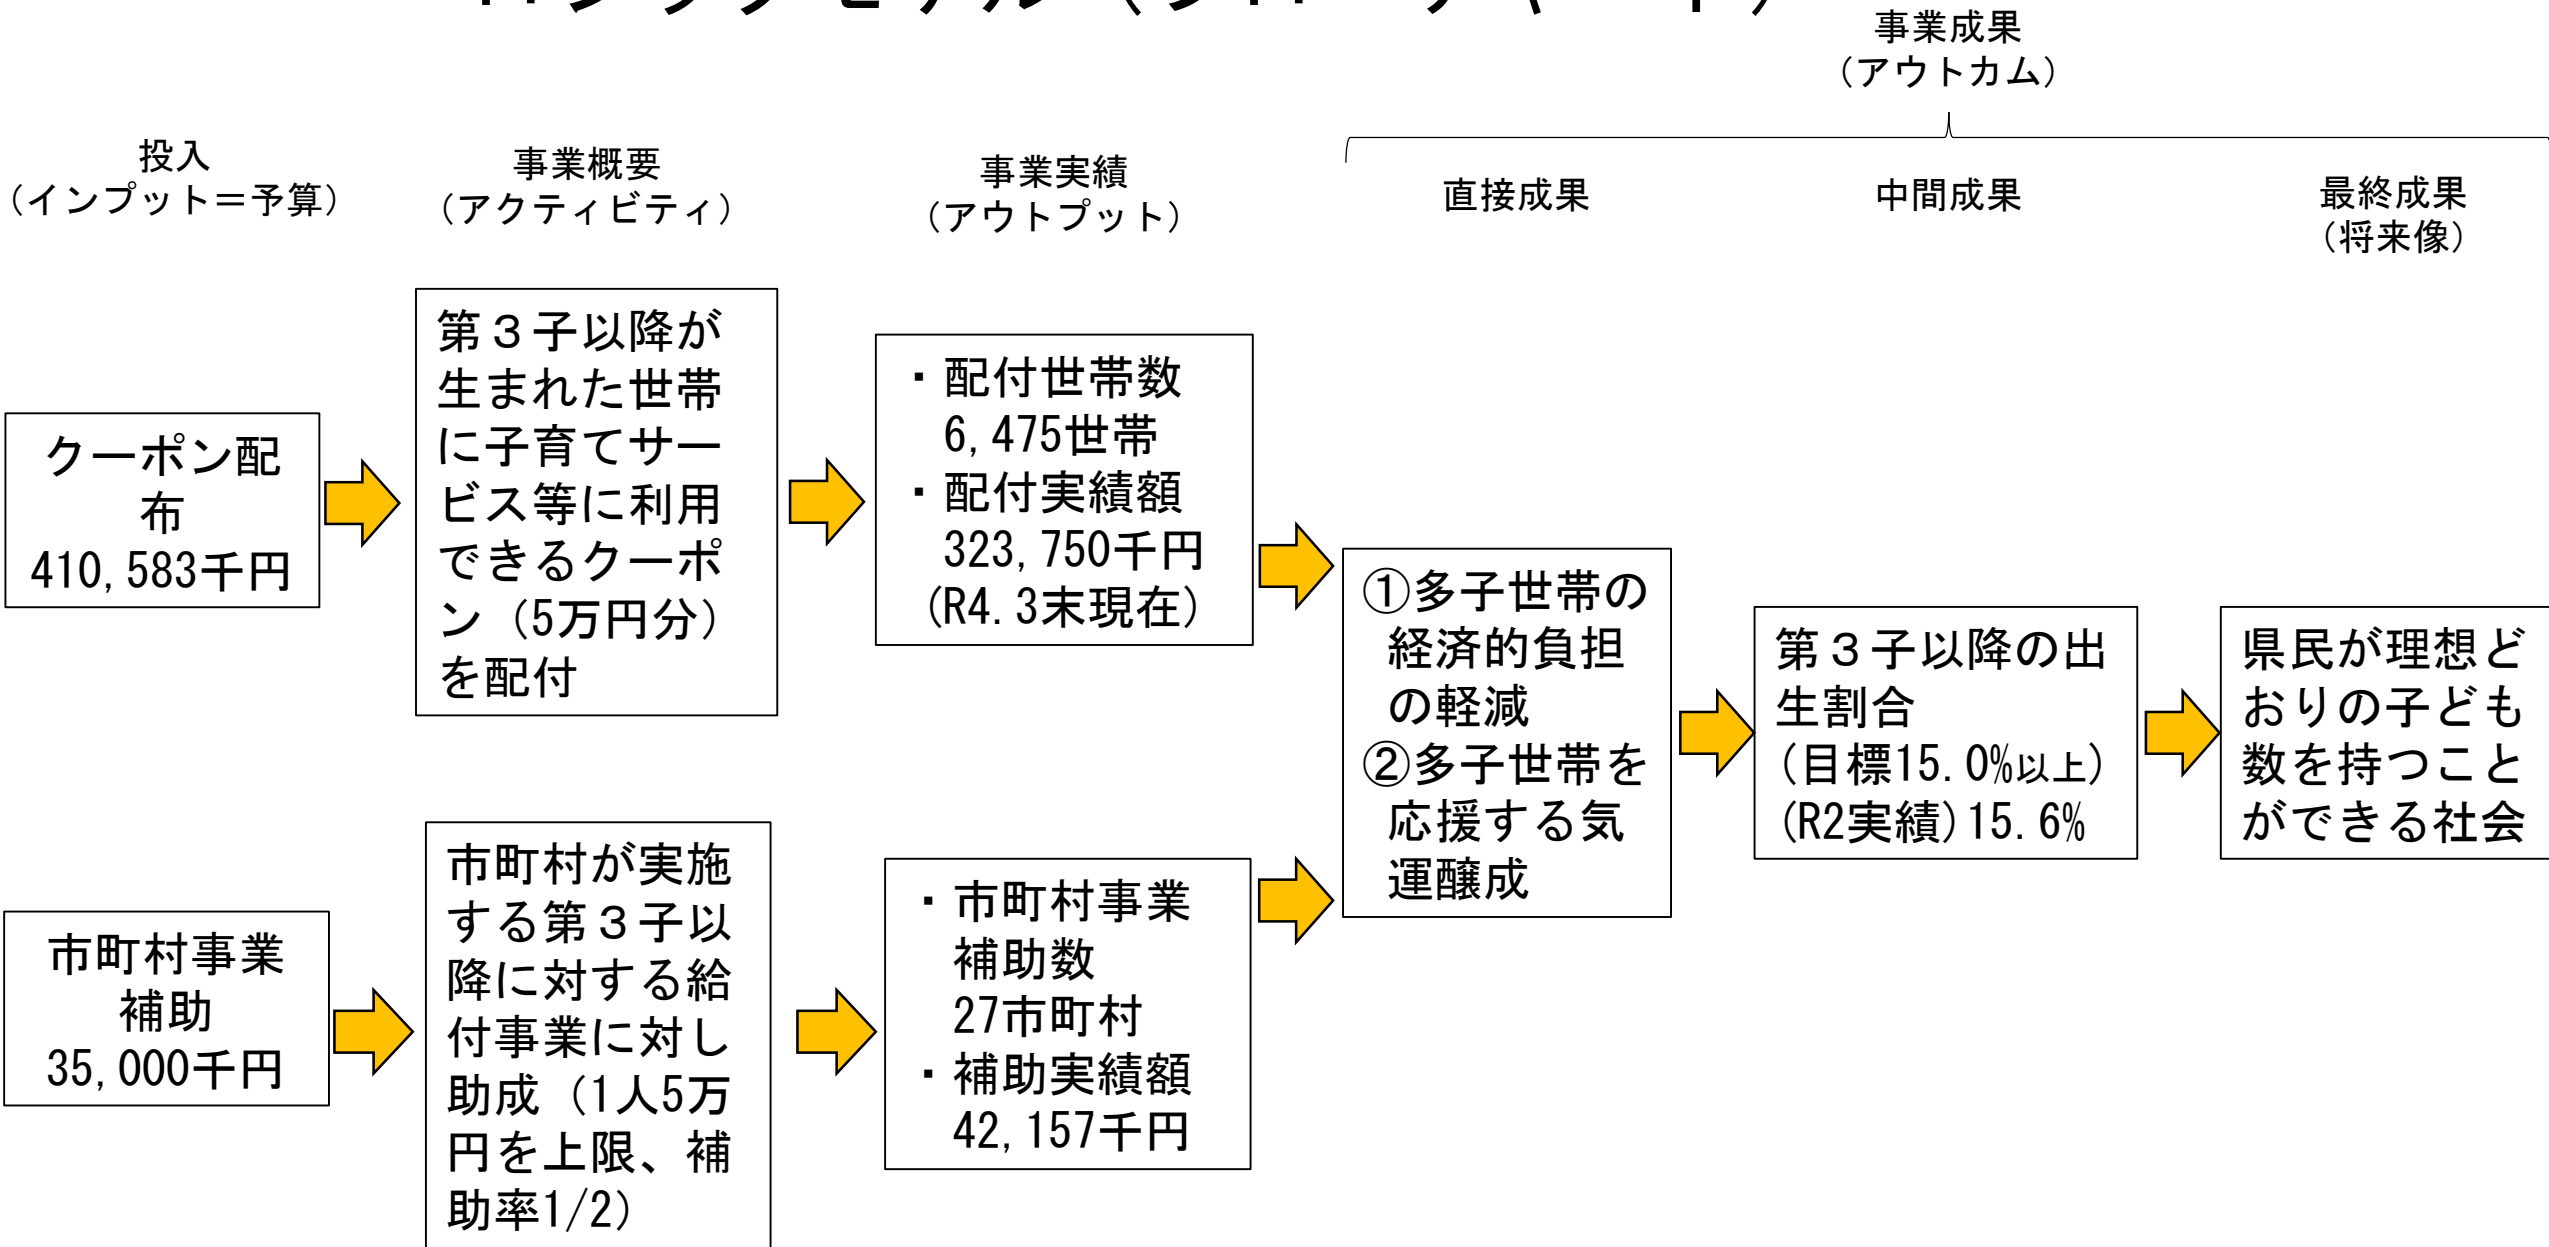 事業成果
（アウトカム）
投入
（インプット＝予算）
事業概要
（アクティビティ）
事業実績
（アウトプット）
直接成果
中間成果
最終成果
（将来像）
クーポン配
布
410,583千円
第３子以降が
生まれた世帯
に子育てサー
ビス等に利用
できるクーポ
ン（5万円分）
を配付
・配付世帯数
6,475世帯
・配付実績額
323,750千円
(R4.3末現在)
市町村事業
補助
35,000千円
市町村が実施
する第３子以
降に対する給
付事業に対し
助成（1人5万
円を上限、補
助率1/2）
・市町村事業
補助数
27市町村
・補助実績額
42,157千円
①多子世帯の
経済的負担
の軽減
②多子世帯を
応援する気
運醸成
第３子以降の出
生割合
(目標15.0%以上)
(R2実績)15.6%
県民が理想ど
おりの子ども
数を持つこと
ができる社会